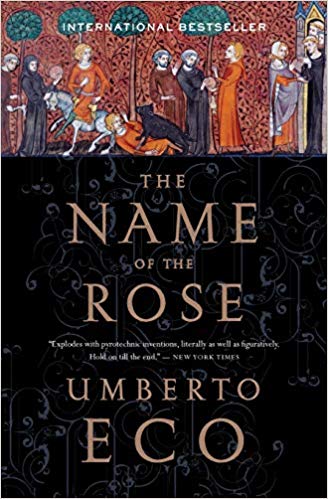 INTERNATIONAL BESTSELLER
THE
NAME
OF THE
ROSE
"Explodes with pyrotechnic inventions, literally as well as figuratively.
Hold on till the end." — NEW YORK TIMES
UMBERTO
ECO